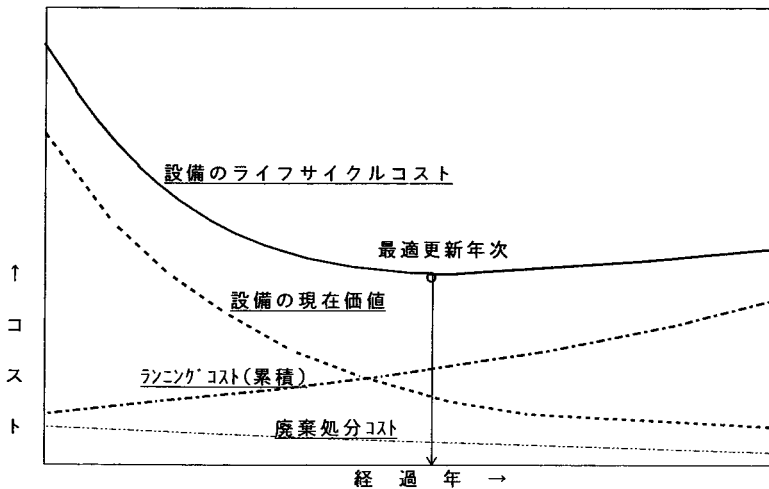 設備のライフサイクルコスト
最適更新年次
設備の現在価値
ランニングコスト(累積)
廃棄処分コスト
↑コスト
経過年→